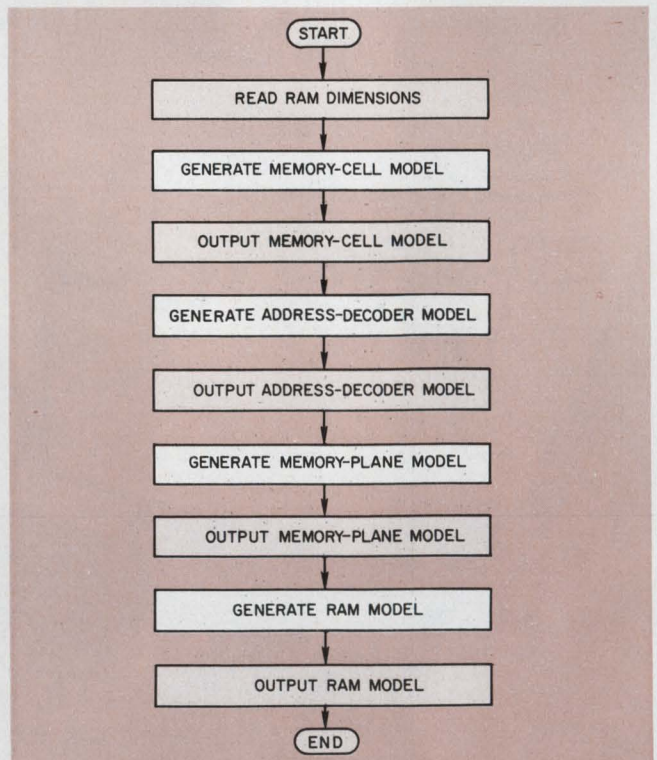 START
READ RAM DIMENSIONS
GENERATE MEMORY-CELL MODEL
OUTPUT MEMORY-CELL MODEL
GENERATE ADDRESS-DECODER MODEL
OUTPUT ADDRESS-DECODER MODEL
GENERATE MEMORY-PLANE MODEL
OUTPUT MEMORY-PLANE MODEL
GENERATE RAM MODEL
OUTPUT RAM MODEL
END